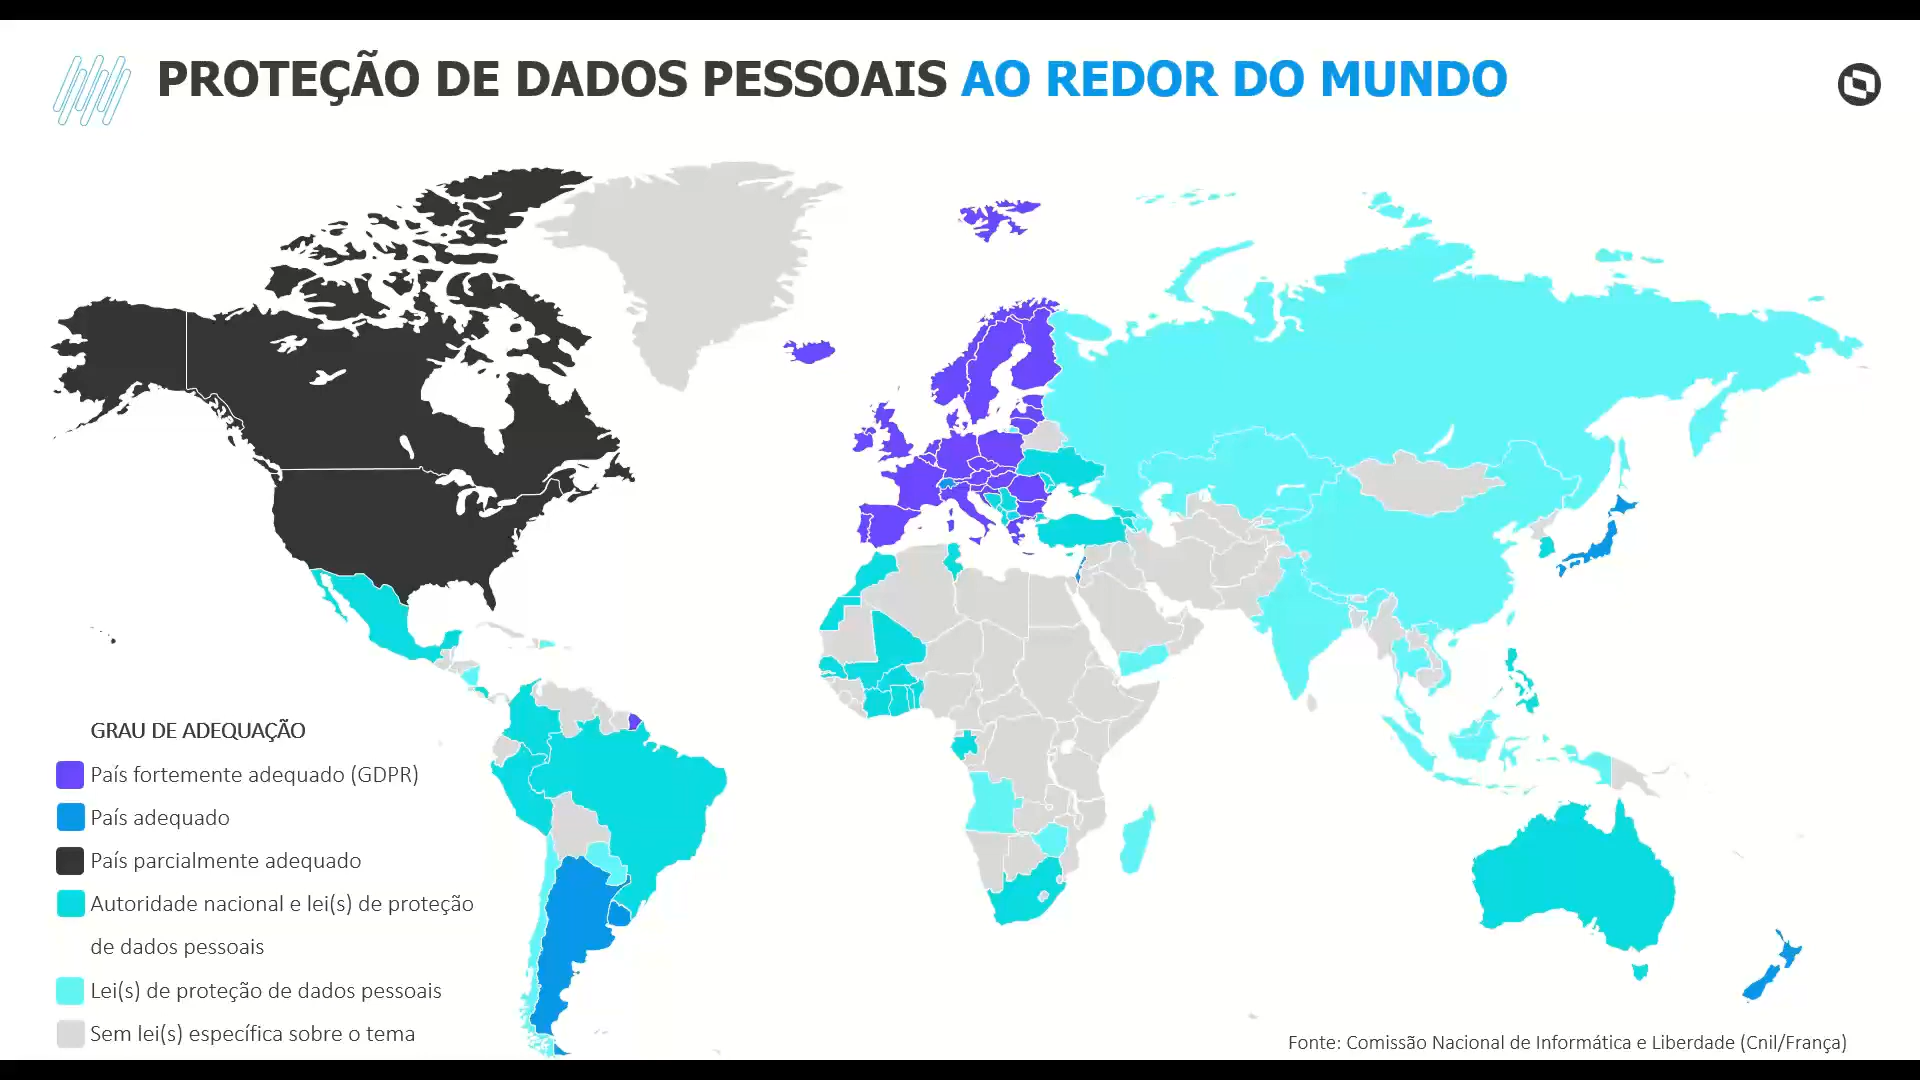 PROTEÇÃO DE DADOS PESSOAIS AO REDOR DO MUNDO
GRAU DE ADEQUAÇÃO
País fortemente adequado (GDPR)
País adequado
País parcialmente adequado
Autoridade nacional e lei(s) de proteção
de dados pessoais
Lei(s) de proteção de dados pessoais
Sem lei(s) específica sobre o tema
Fonte: Comissão Nacional de Informática e Liberdade (Cnil/França)